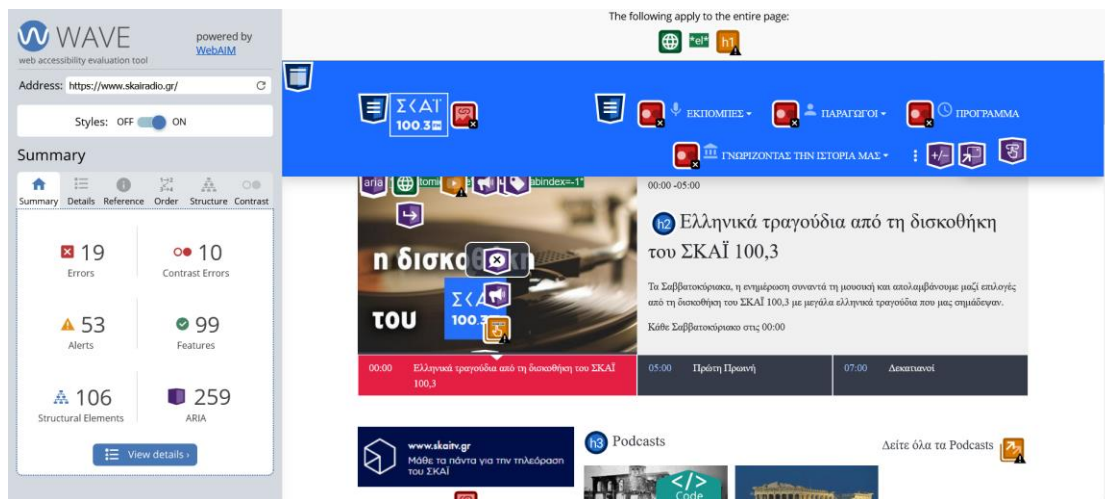 WAVE
web accessibility evaluation tool
powered by
WebAIM
Address: https://www.skairadio.gr/
Styles: OFF ON
Summary
Summary Details Reference Order Structure Contrast
19
Errors
10
Contrast Errors
53
Alerts
99
Features
106
Structural Elements
259
ARIA
View details ›
The following apply to the entire page:
*el* h1
ΣΚΑΪ
100.3
ΕΚΠΟΜΠΕΣ
ΠΑΡΑΓΩΓΟΙ
ΠΡΟΓΡΑΜΜΑ
ΓΝΩΡΙΖΟΝΤΑΣ ΤΗΝ ΙΣΤΟΡΙΑ ΜΑΣ
+/-
aria
abindex=-1*
η δισκο
του
100.3
00:00 -05:00
h2 Ελληνικά τραγούδια από τη δισκοθήκη
του ΣΚΑΪ 100,3
Τα Σαββατοκύριακα, η ενημέρωση συναντά τη μουσική και απολαμβάνουμε μαζί επιλογές
από τη δισκοθήκη του ΣΚΑΪ 100,3 με μεγάλα ελληνικά τραγούδια που μας σημάδεψαν.
Κάθε Σαββατοκύριακο στις 00:00
00:00 Ελληνικά τραγούδια από τη δισκοθήκη του ΣΚΑΪ
100,3
05:00 Πρώτη Πρωινή
07:00 Δεκατιανοί
www.skaitv.gr
Μάθε τα πάντα για την τηλεόραση
του ΣΚΑΪ
h3 Podcasts
Δείτε όλα τα Podcasts
</>
Code